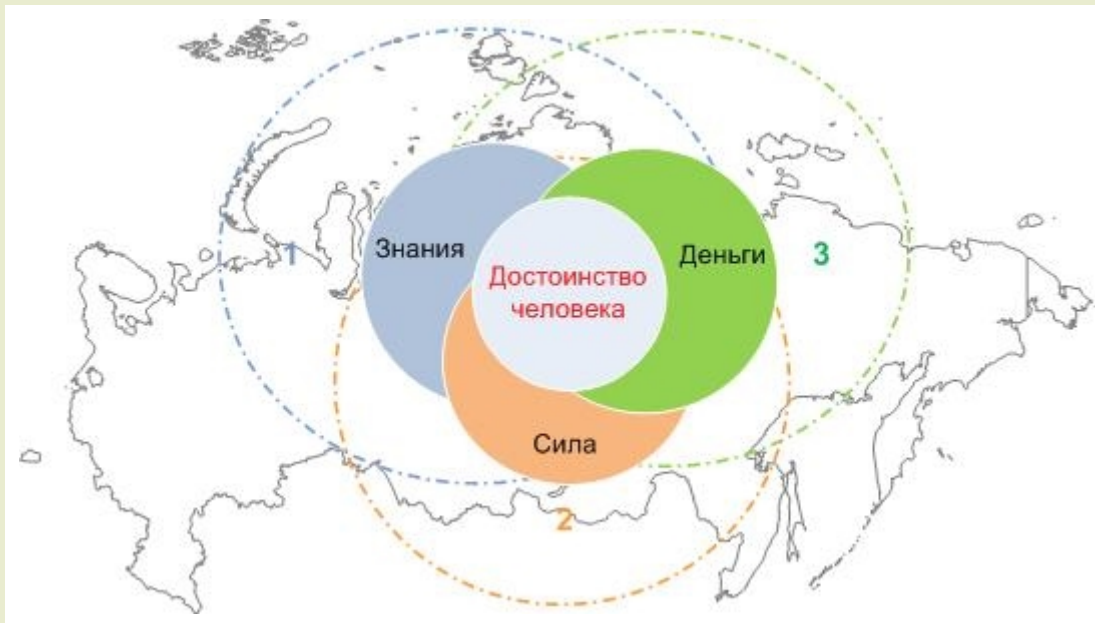 Знания
Деньги
Достоинство
человека
Сила
1
3
2